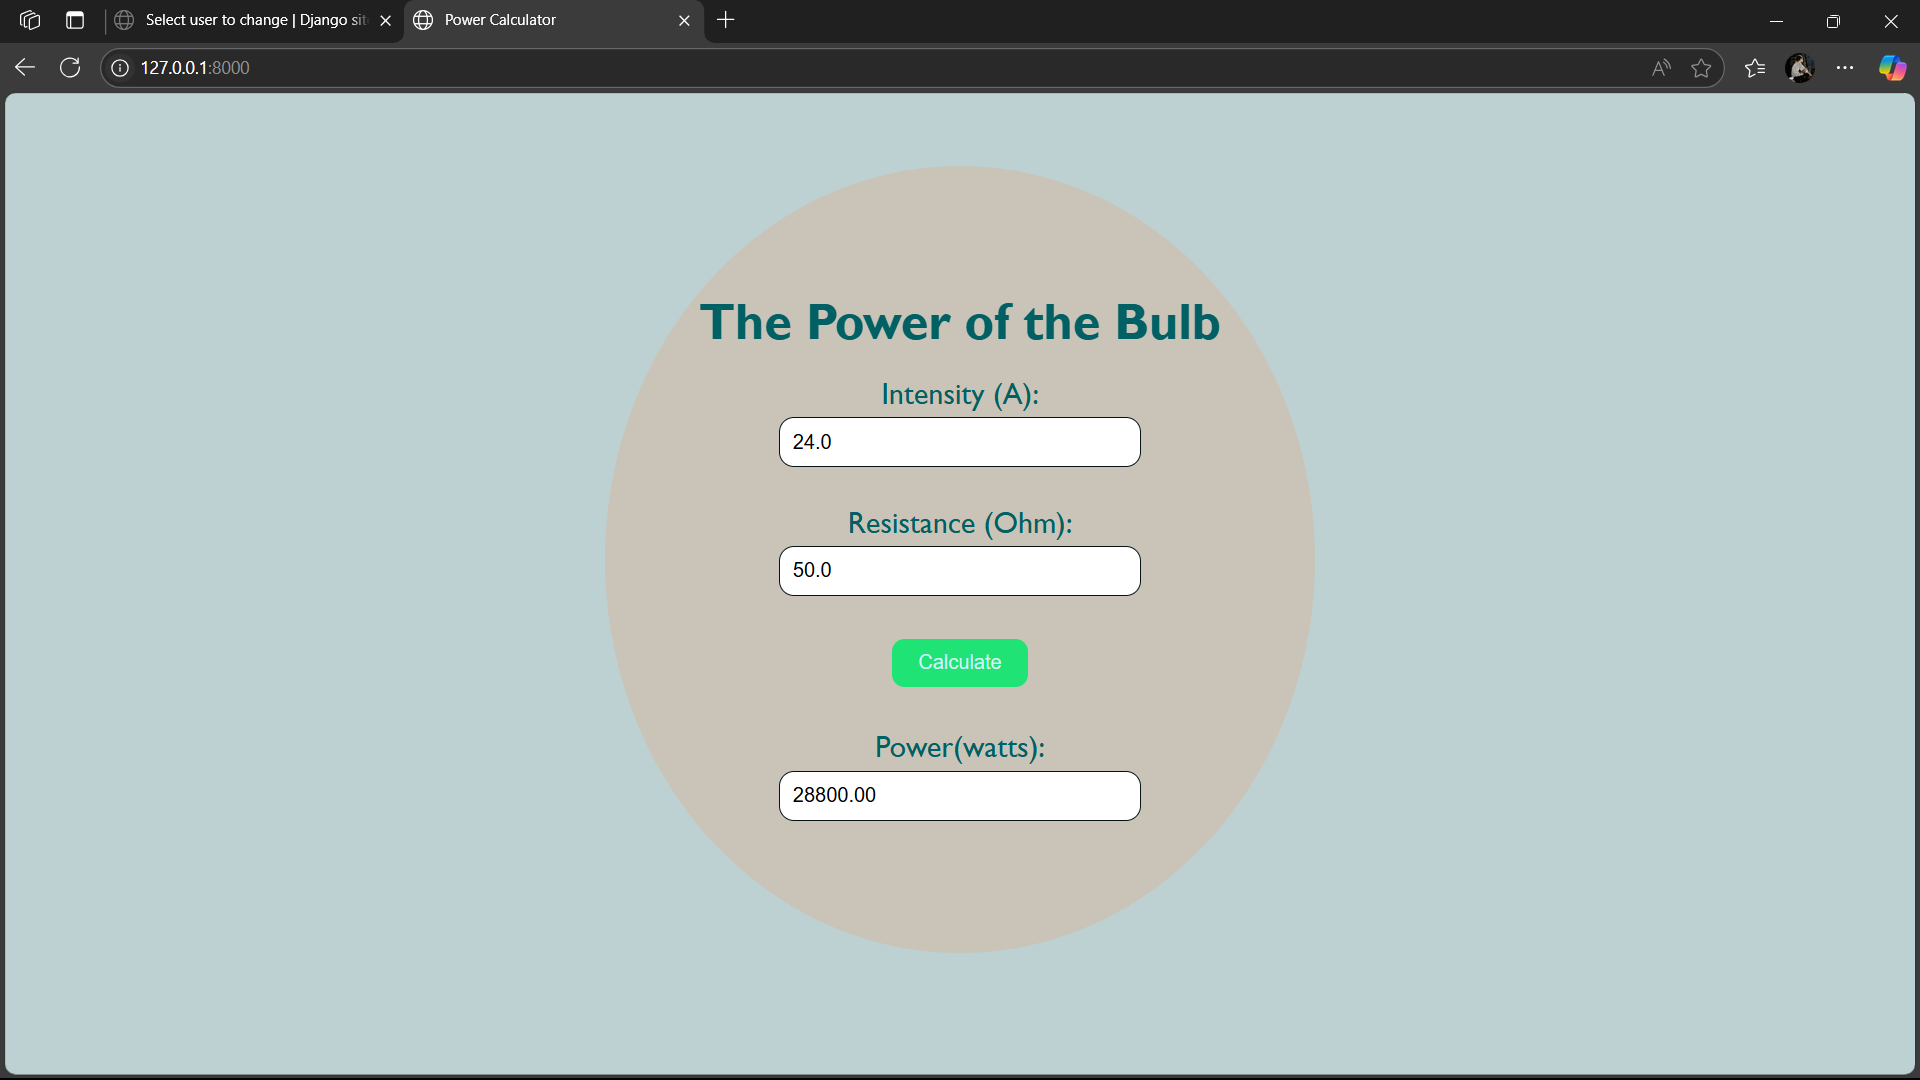 Select user to change | Django sit
Power Calculator
127.0.0.1:8000
The Power of the Bulb
Intensity (A):
24.0
Resistance (Ohm):
50.0
Calculate
Power(watts):
28800.00